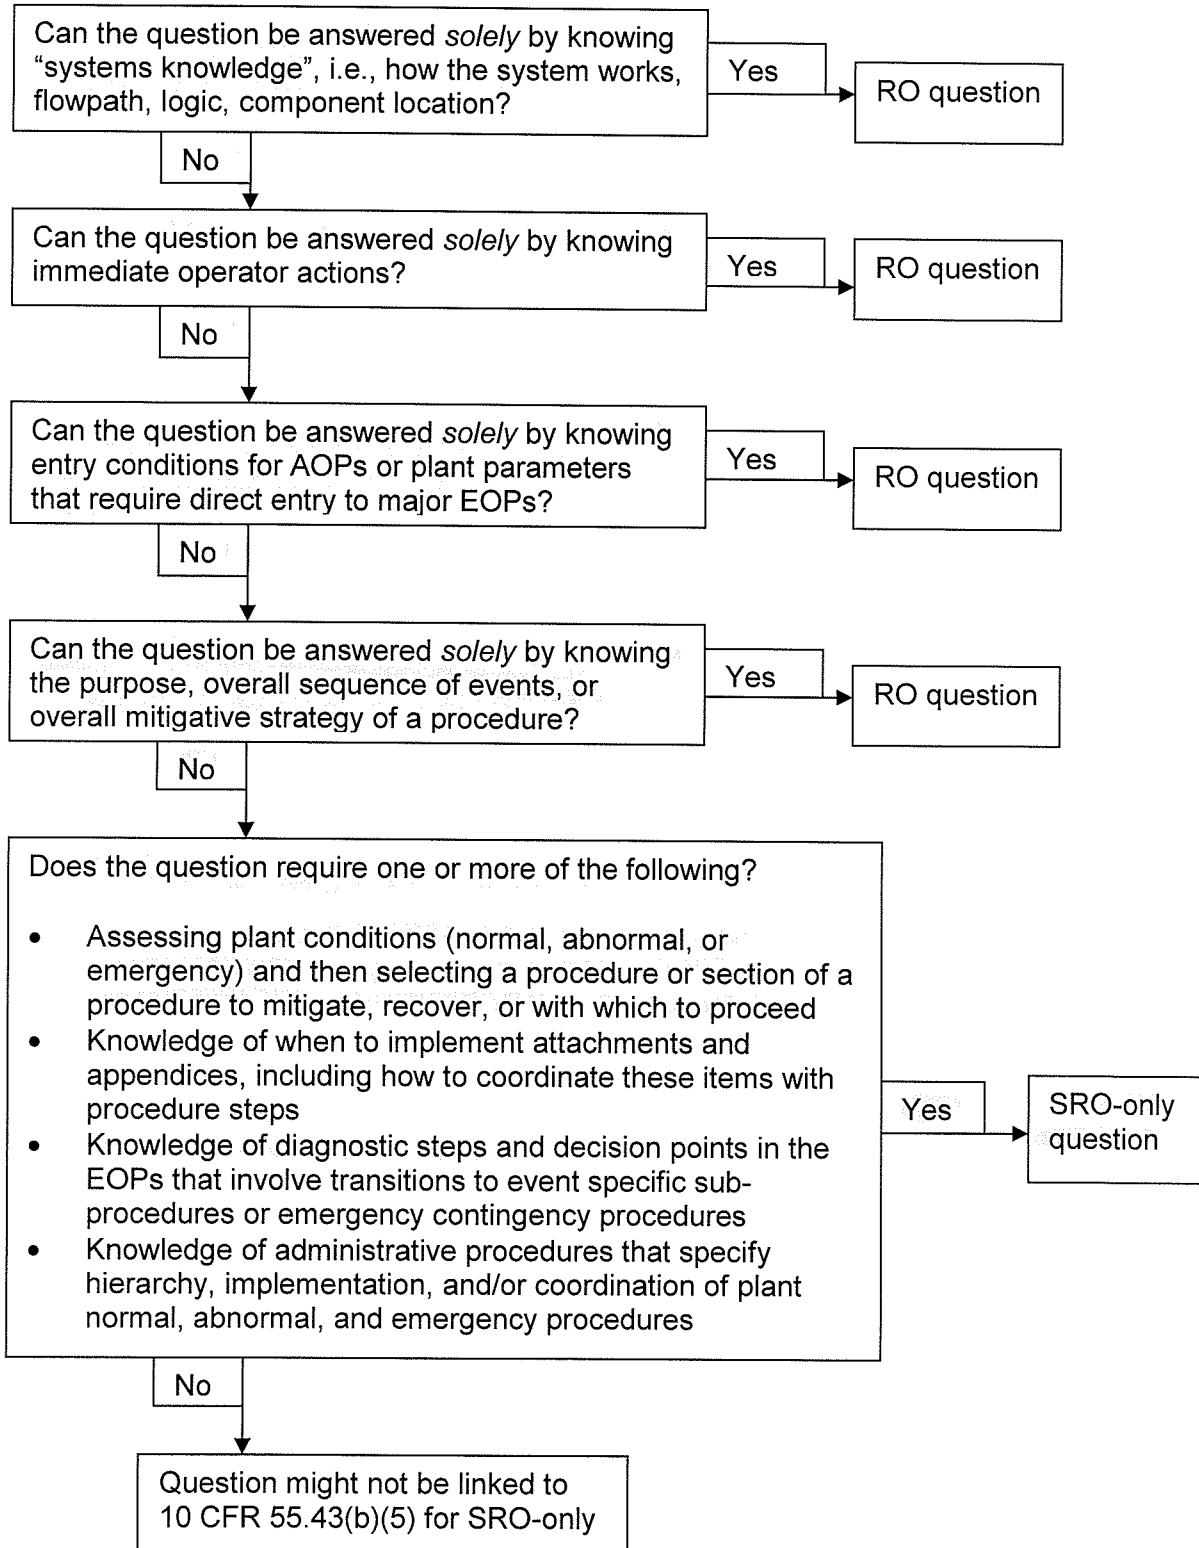 Can the question be answered solely by knowing
"systems knowledge", i.e., how the system works,
flowpath, logic, component location?
Yes
RO question
No
Can the question be answered solely by knowing
immediate operator actions?
Yes
RO question
No
Can the question be answered solely by knowing
entry conditions for AOPs or plant parameters
that require direct entry to major EOPs?
Yes
RO question
No
Can the question be answered solely by knowing
the purpose, overall sequence of events, or
overall mitigative strategy of a procedure?
Yes
RO question
No
Does the question require one or more of the following?
• Assessing plant conditions (normal, abnormal, or
emergency) and then selecting a procedure or section of a
procedure to mitigate, recover, or with which to proceed
• Knowledge of when to implement attachments and
appendices, including how to coordinate these items with
procedure steps
• Knowledge of diagnostic steps and decision points in the
EOPs that involve transitions to event specific sub-
procedures or emergency contingency procedures
• Knowledge of administrative procedures that specify
hierarchy, implementation, and/or coordination of plant
normal, abnormal, and emergency procedures
Yes
SRO-only
question
No
Question might not be linked to
10 CFR 55.43(b)(5) for SRO-only